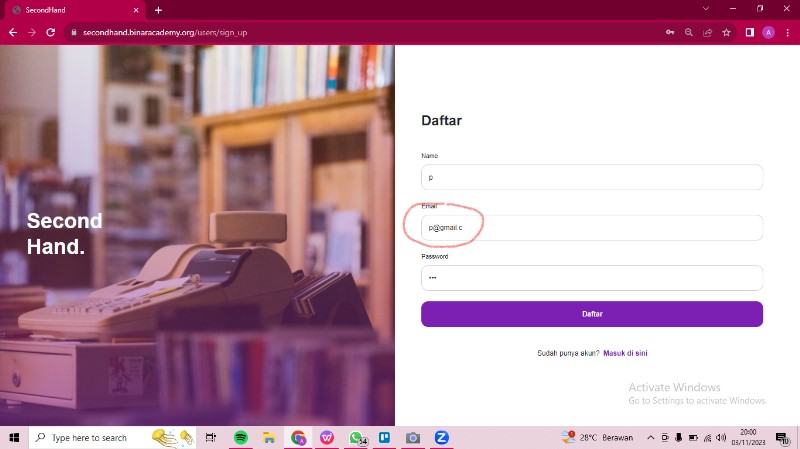 SecondHand
secondhand.binaracademy.org/users/sign_up
A
Second
Hand.
Daftar
Name
p
Email
p@gmail.c
Password
•••
Daftar
Sudah punya akun? Masuk di sini
Activate Windows
Go to Settings to activate Windows.
Type here to search
54
28°C Berawan
20:00
03/11/2023
10